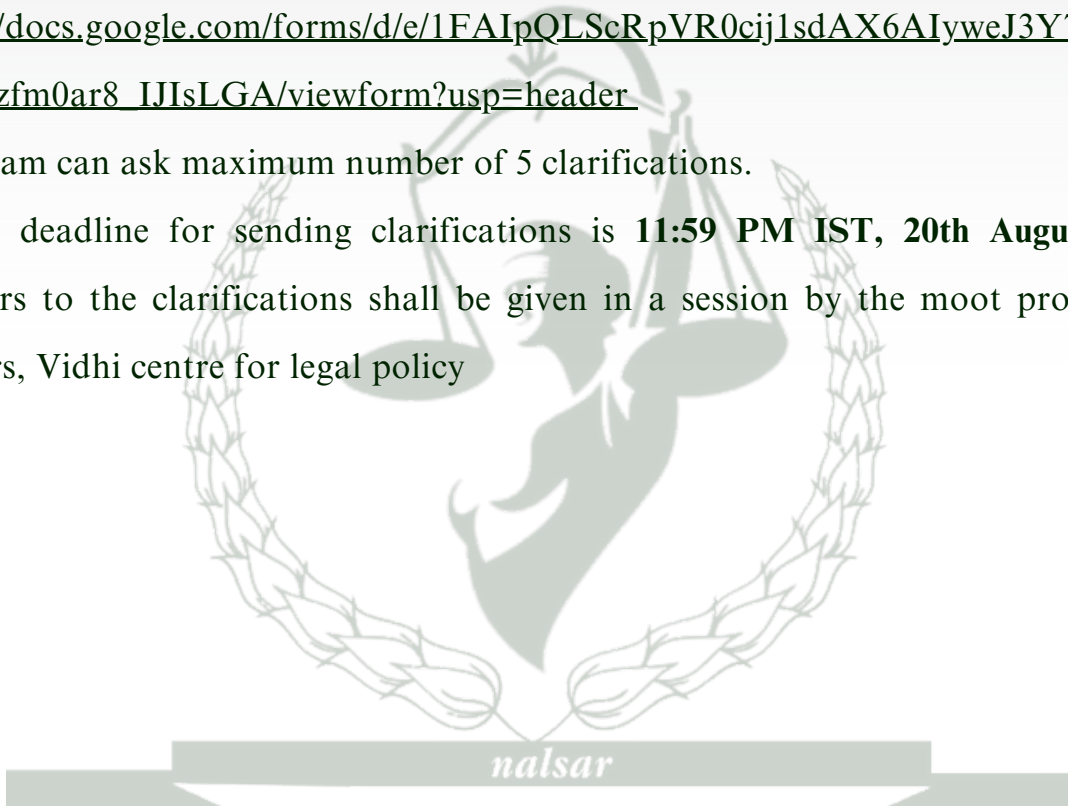 /docs.google.com/forms/d/e/1FAIpQLScRpVR0cij1sdAX6AIyweJ3Y
zfm0ar8_IJIsLGA/viewform?usp=header
am can ask maximum number of 5 clarifications.
deadline for sending clarifications is 11:59 PM IST, 20th Augu
rs to the clarifications shall be given in a session by the moot pro
rs, Vidhi centre for legal policy
nalsar